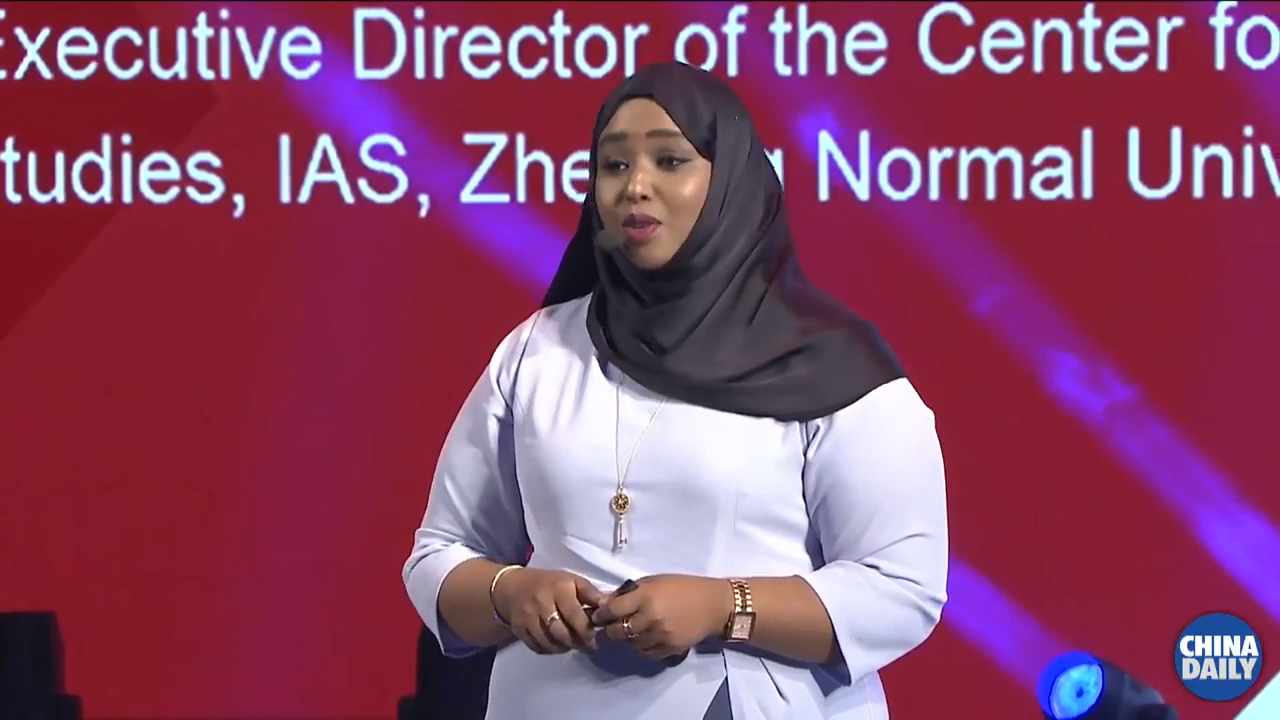 Executive Director of the Center fo
tudies, IAS, Zhe Normal Univ
CHINA
DAILY